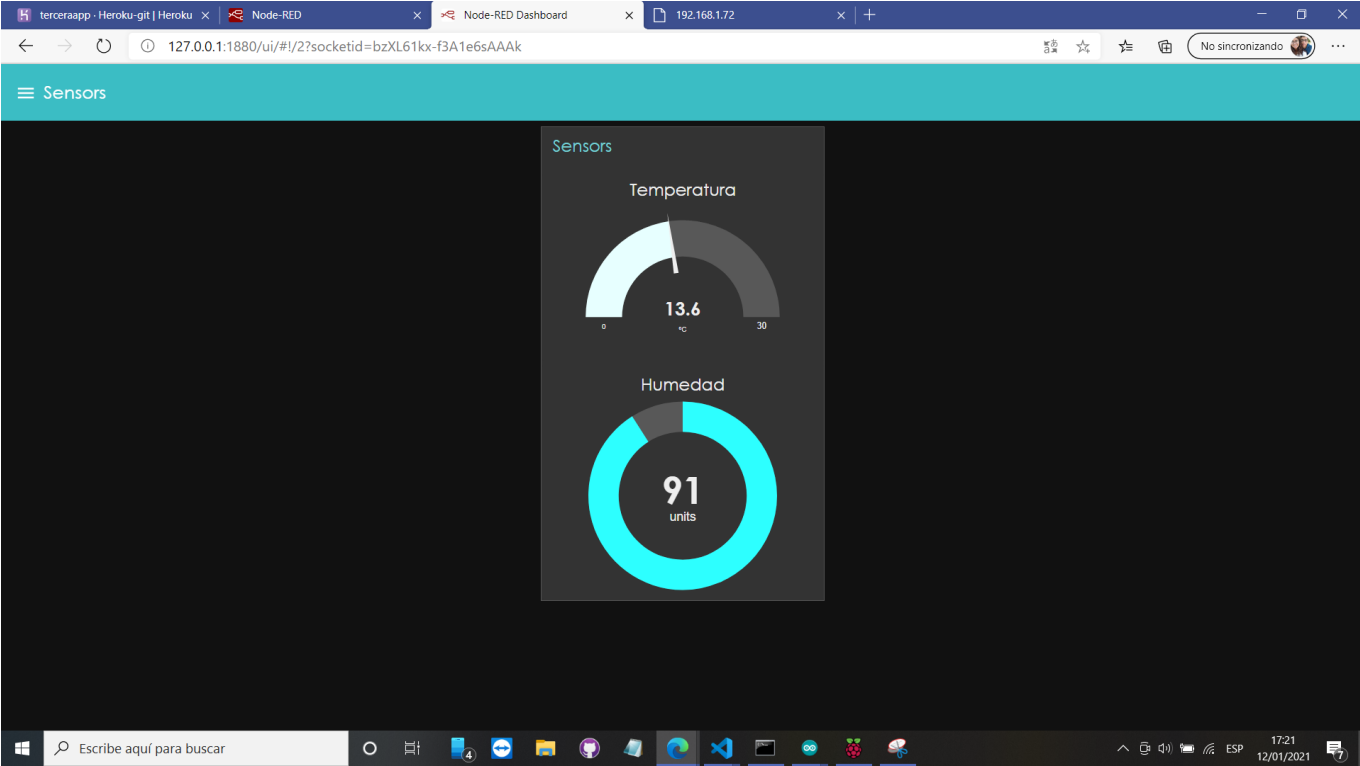 terceraapp · Heroku-git | Heroku
Node-RED
Node-RED Dashboard
192.168.1.72
127.0.0.1:1880/ui/#!/2?socketid=bzXL61kx-f3A1e6sAAAk
No sincronizando
Sensors
Sensors
Temperatura
13.6
0
°C
30
Humedad
91
units
Escribe aquí para buscar
4
ESP
17:21
12/01/2021
7